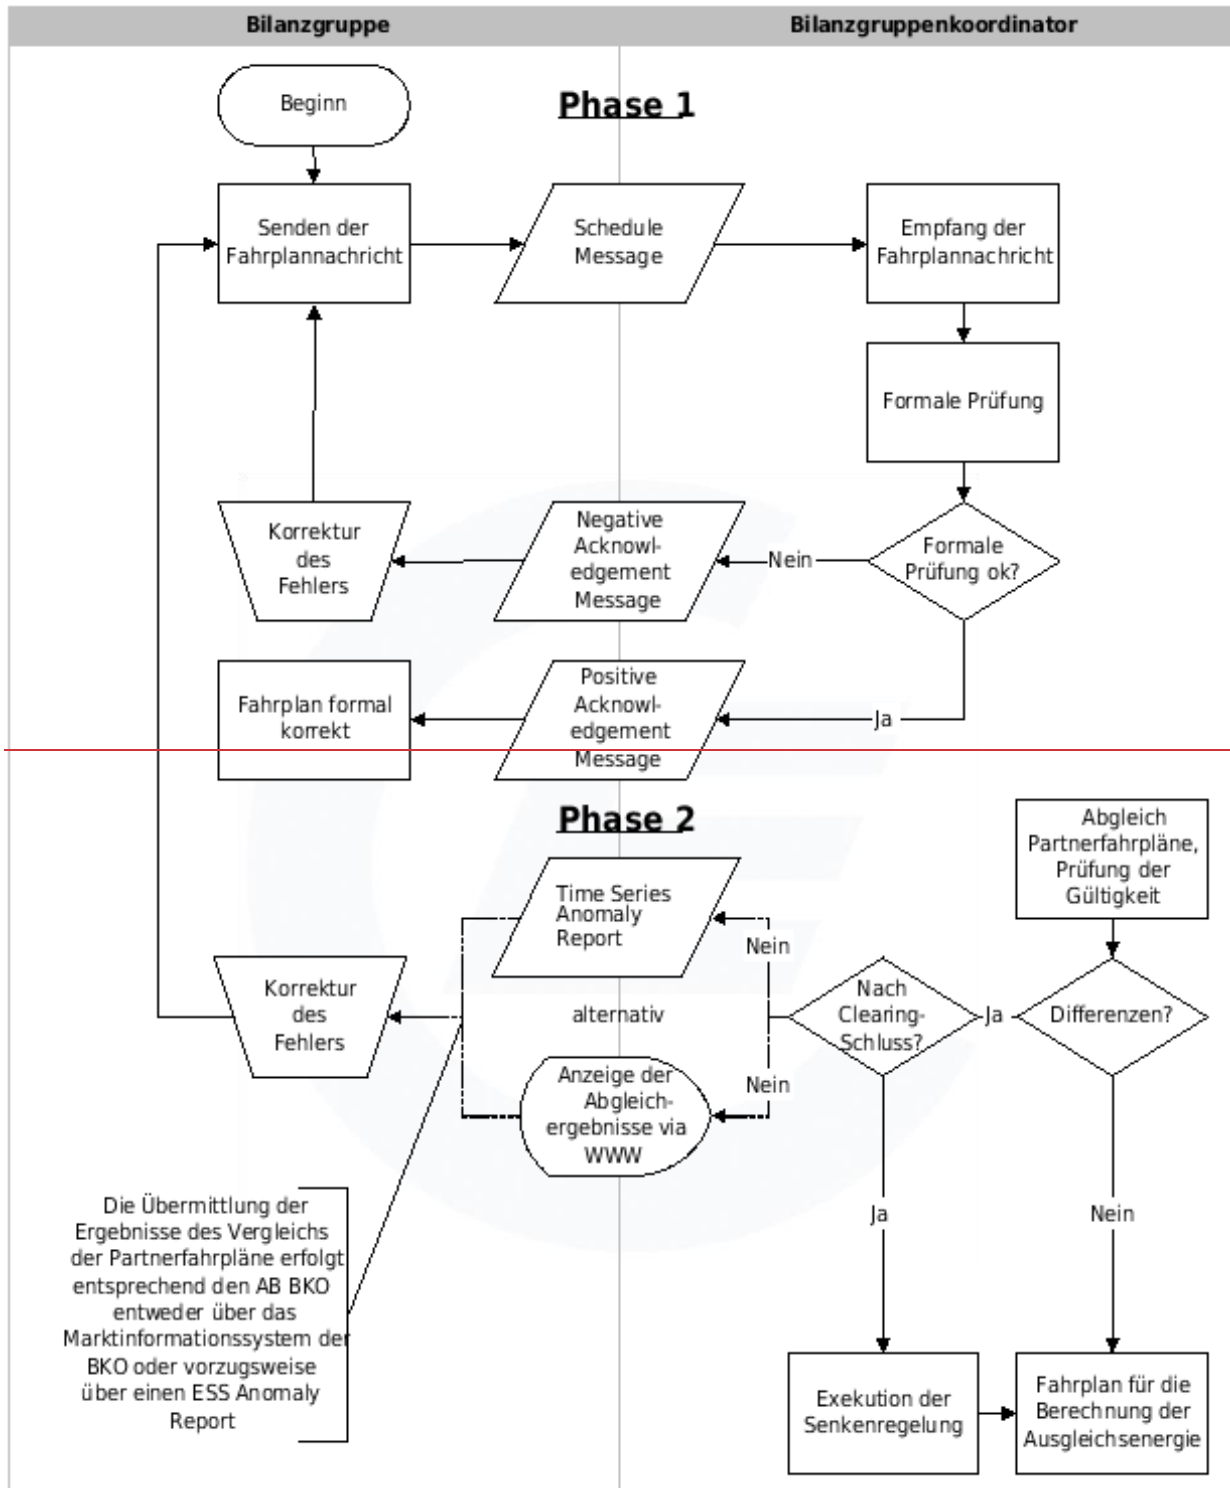 Bilanzgruppe
Bilanzgruppenkoordinator
Phase 1
Beginn
Senden der
Fahrplannachricht
Schedule
Message
Empfang der
Fahrplannachricht
Formale Prüfung
Formale
Prüfung ok?
Nein
Negative
Acknowl-
edgement
Message
Korrektur
des
Fehlers
Ja
Positive
Acknowl-
edgement
Message
Fahrplan formal
korrekt
Phase 2
Abgleich
Partnerfahrpläne,
Prüfung der
Gültigkeit
Differenzen?
Ja
Nach
Clearing-
Schluss?
Nein
Time Series
Anomaly
Report
alternativ
Nein
Anzeige der
Abgleich-
ergebnisse via
WWW
Korrektur
des
Fehlers
Die Übermittlung der
Ergebnisse des Vergleichs
der Partnerfahrpläne erfolgt
entsprechend den AB BKO
entweder über das
Marktinformationssystem der
BKO oder vorzugsweise
über einen ESS Anomaly
Report
Ja
Nein
Exekution der
Senkenregelung
Fahrplan für die
Berechnung der
Ausgleichsenergie